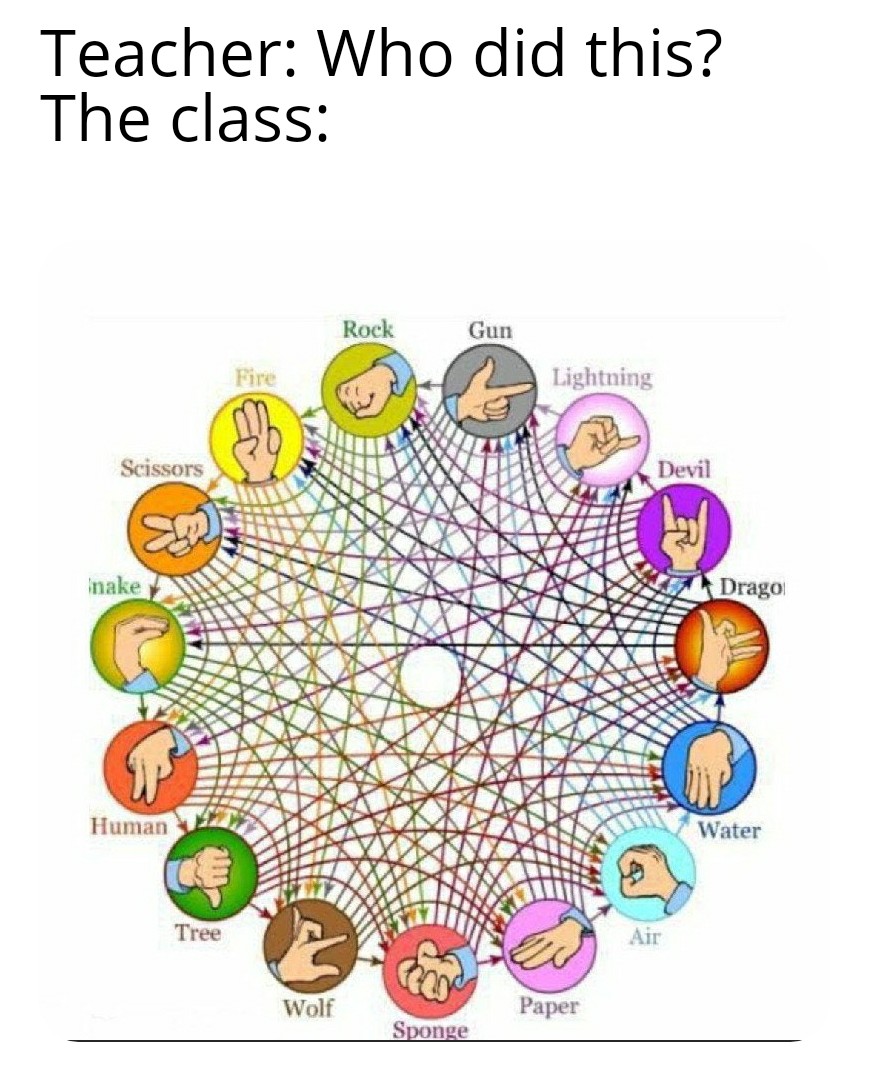 Teacher: Who did this?
The class:
Rock
Gun
Fire
Lightning
Scissors
Devil
nake
Drago
Human
Water
Tree
Air
Wolf
Paper
Sponge